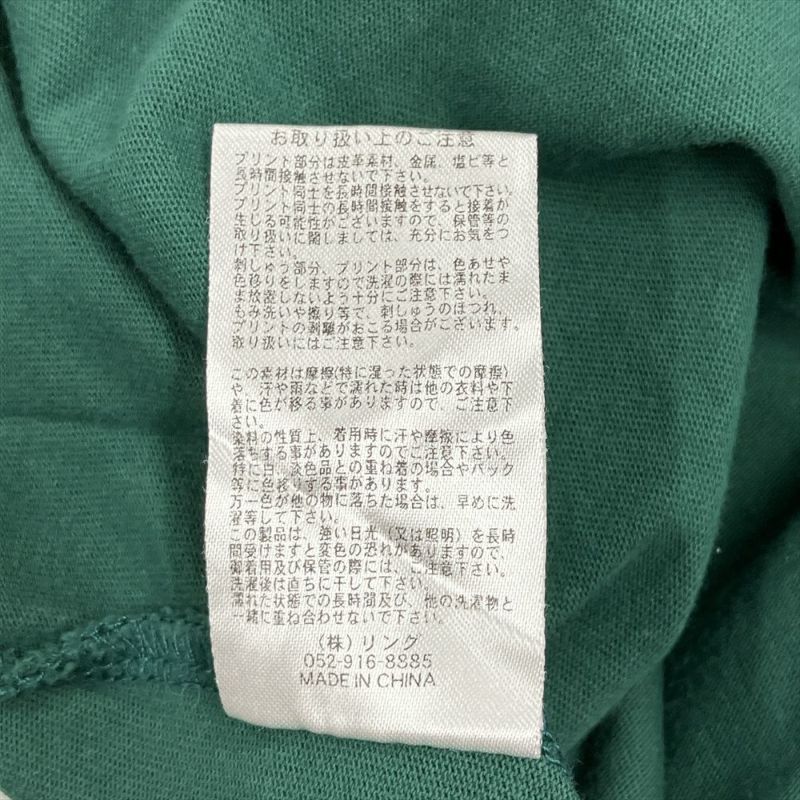 お取り扱い上のご注意
プリント部分は皮革素材、金属、塩ビ等と
長時間接触させないで下さい。
プリント同士を長時間接触させないで下さい。
プリント同士の長時間接触をすると接着が
生じる可能性がございますので、保管等の
取り扱いに関しましては、充分にお気をつ
け下さい。
刺しゅう部分、プリント部分は、色あせや
色移りをしますので洗濯の際には濡れたま
ま放置しないよう十分にご注意下さい。
もみ洗いや擦り等で、刺しゅうのほつれ、
プリントの剥離がおこる場合がございます。
取り扱いにはご注意下さい。
この素材は摩擦(特に湿った状態での摩擦)
や、汗や雨などで濡れた時は他の衣料や下
着に色が移る事がありますので、ご注意下
さい。
染料の性質上、着用時に汗や摩擦により色
落ちする事がありますのでご注意下さい。
特に白、淡色品との重ね着の場合やバック
等に色移りする事があります。
万一色が他の物に落ちた場合は、早めに洗
濯等して下さい。
この製品は、強い日光（又は照明）を長時
間受けますと変色の恐れがありますので、
御着用及び保管の際には、ご注意下さい。
洗濯後は直ちに干して下さい。
濡れた状態での長時間及び、他の洗濯物と
一緒に重ね合わせないで下さい。
（株）リング
052-916-8885
MADE IN CHINA